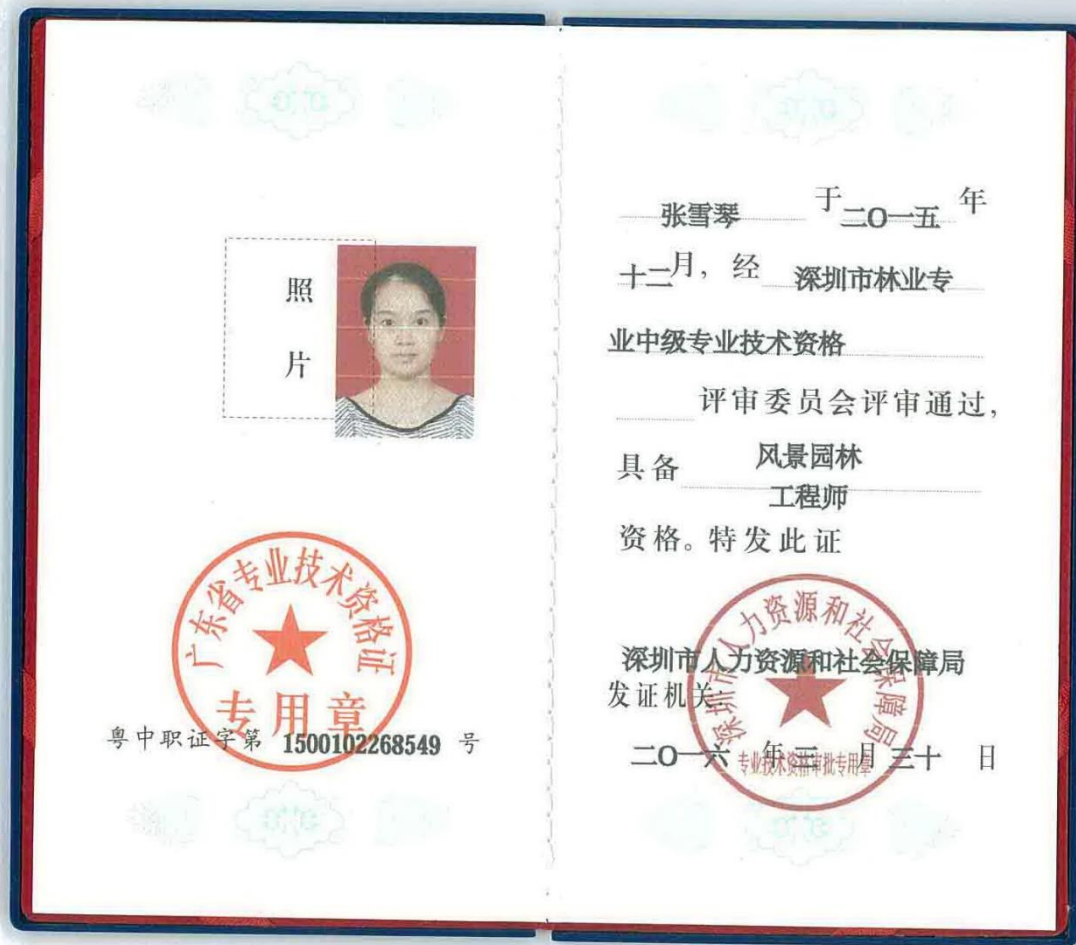 照
片
广东省专业技术资格证
专用章
粤中职证字第 1500102268549 号
张雪琴 于二〇一五 年
十二月，经 深圳市林业专
业中级专业技术资格
评审委员会评审通过，
具备 风景园林
工程师
资格。特发此证
深圳市人力资源和社会保障局
深圳市人力资源和社会保障局
发证机关：
二〇一六 年三 月三十 日
专业技术资格审批专用章